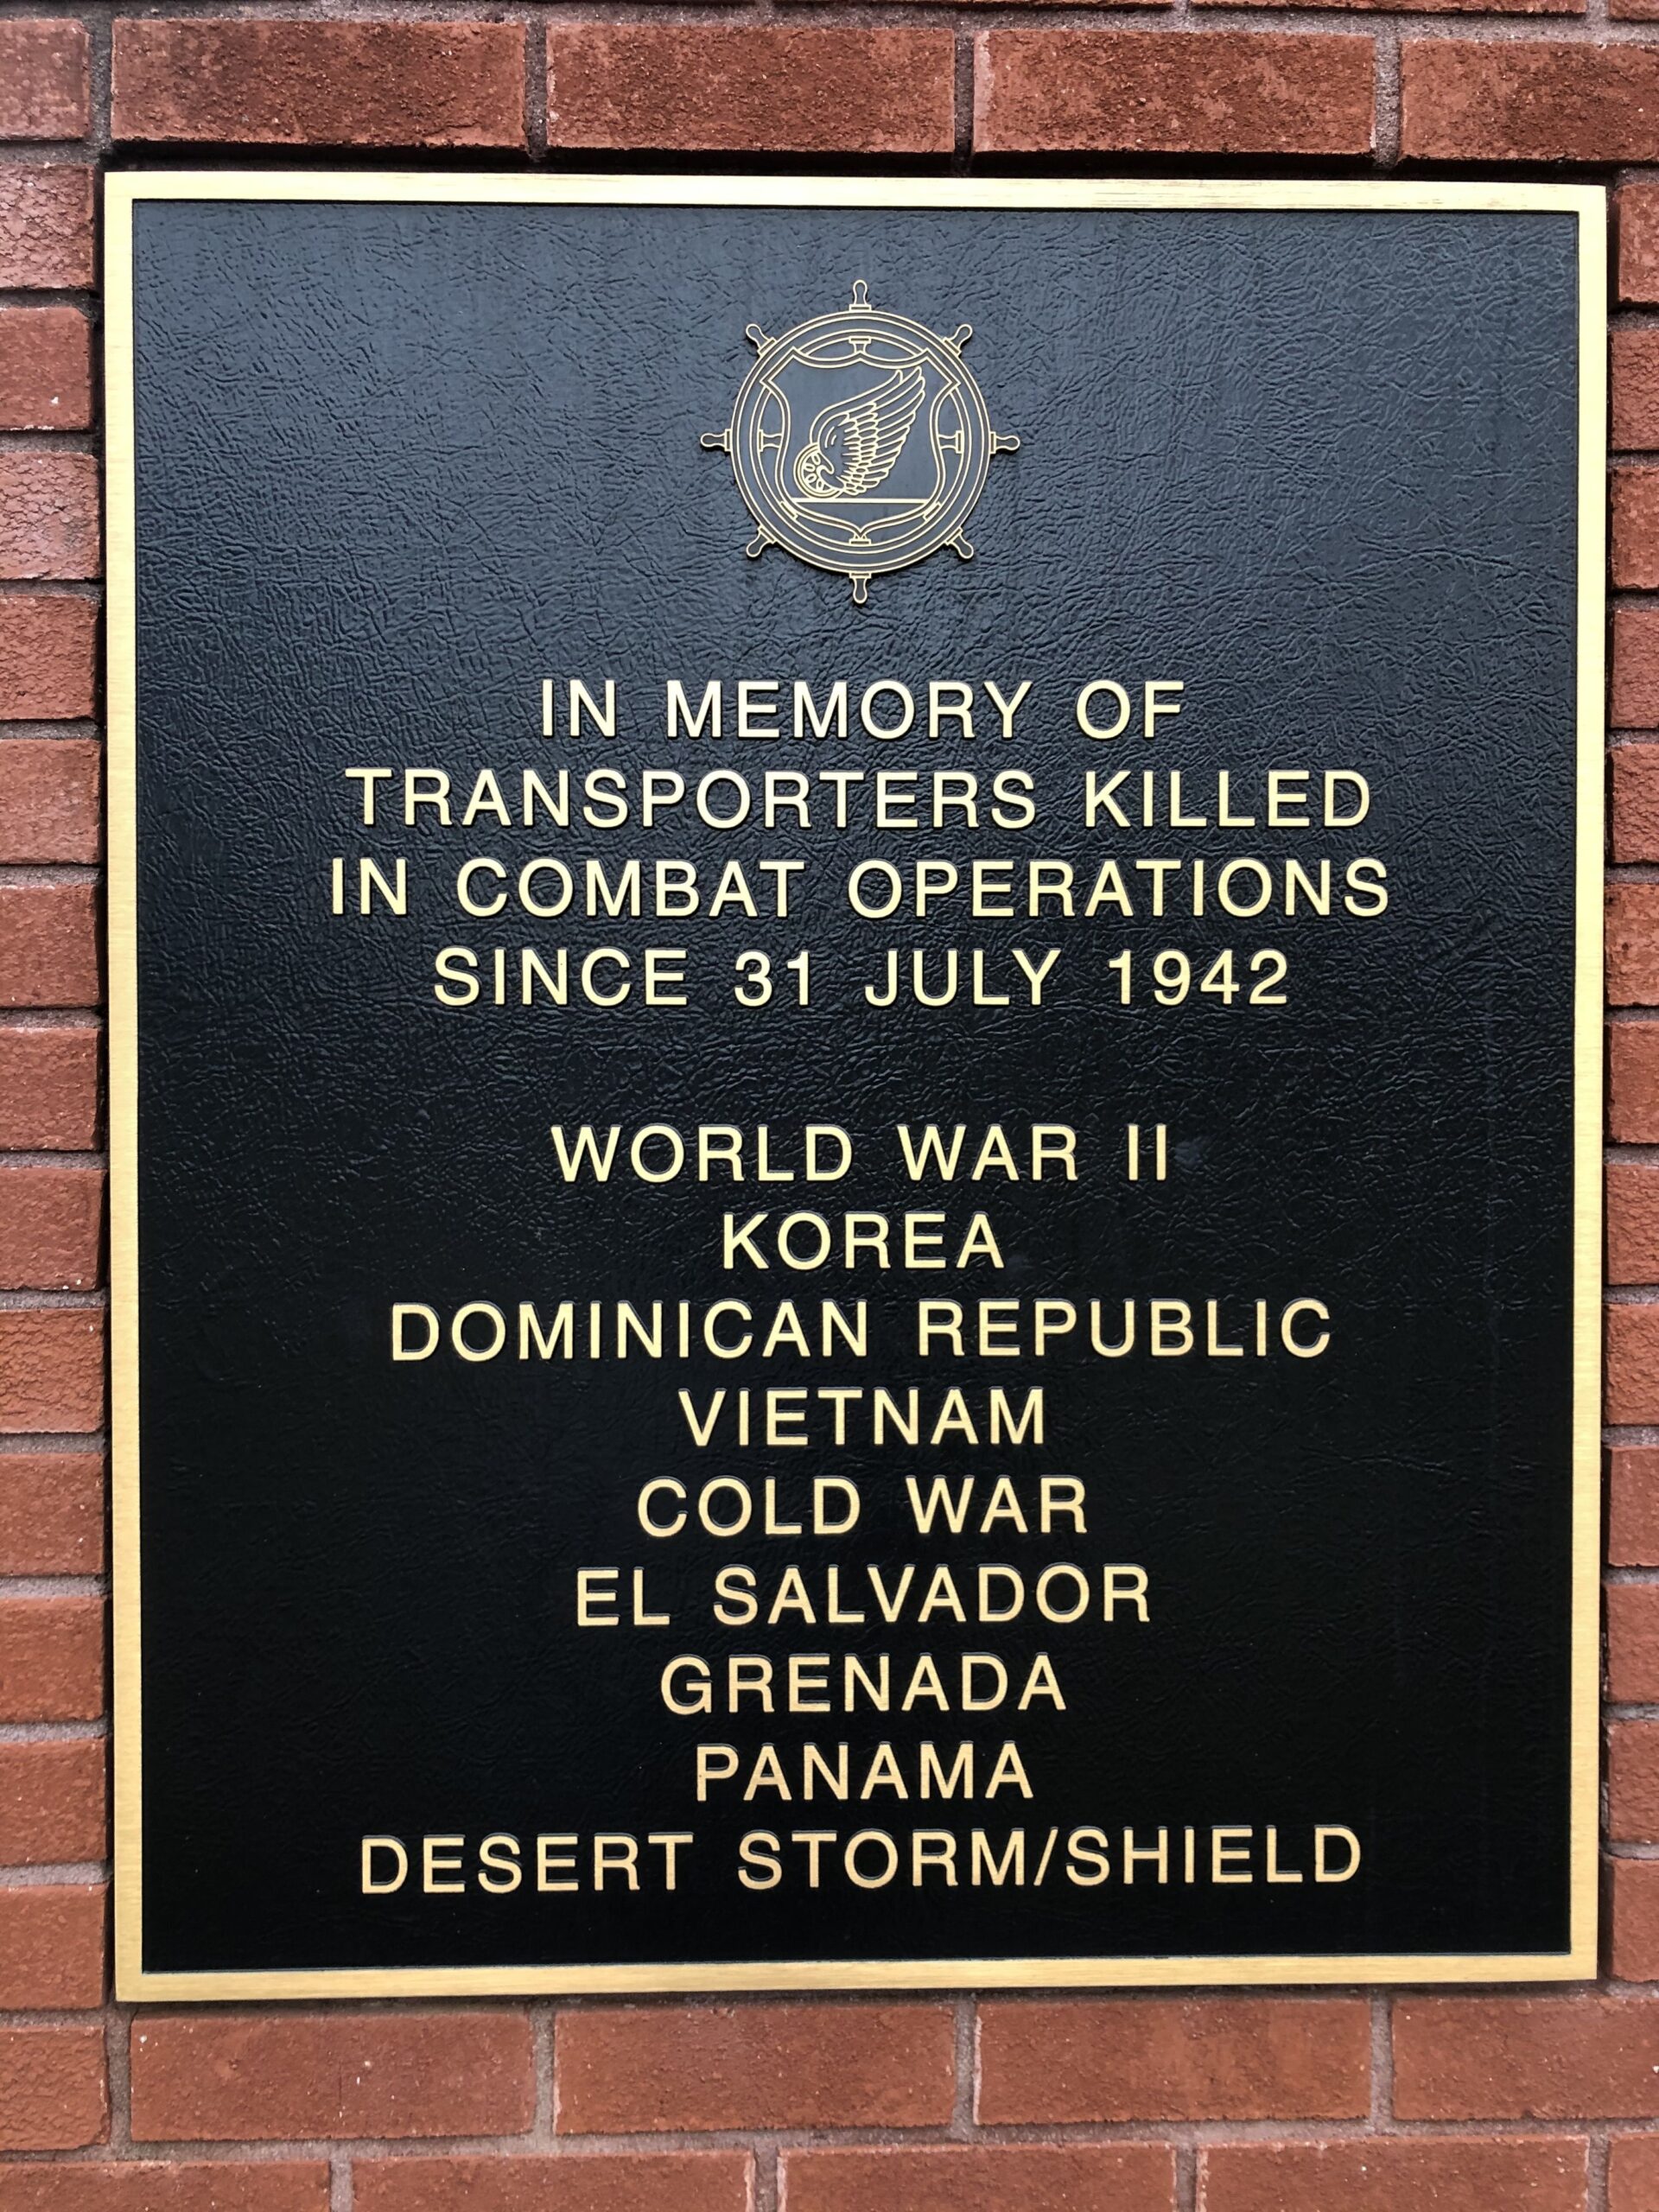 IN MEMORY OF
TRANSPORTERS KILLED
IN COMBAT OPERATIONS
SINCE 31 JULY 1942
WORLD WAR II
KOREA
DOMINICAN REPUBLIC
VIETNAM
COLD WAR
EL SALVADOR
GRENADA
PANAMA
DESERT STORM/SHIELD